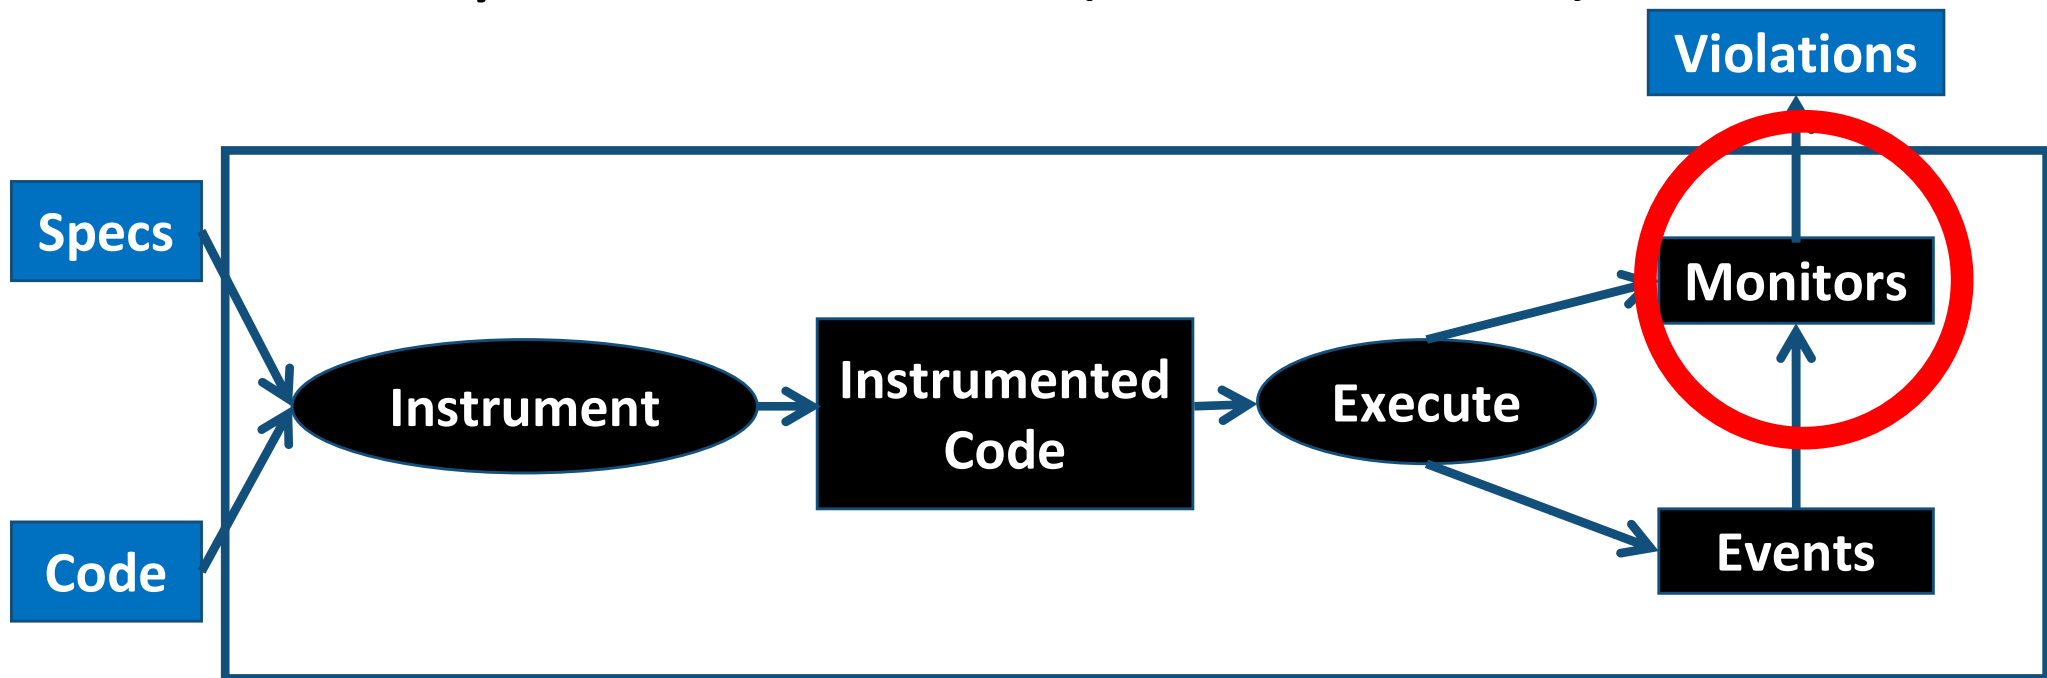 Violations
Specs
Monitors
Instrumented
Code
Instrument
Execute
Code
Events